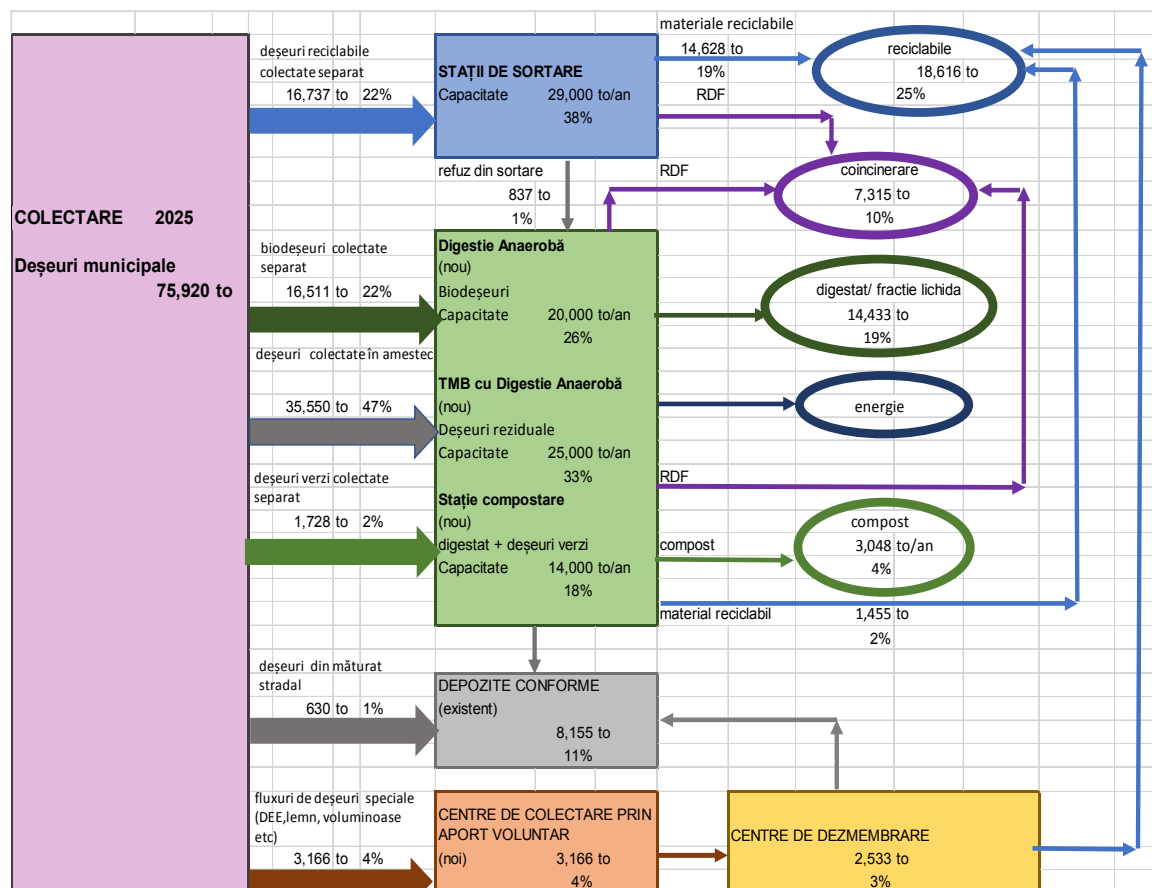 COLECTARE 2025
Deșeuri municipale
75,920 to
deșeuri reciclabile
colectate separat
16,737 to 22%
biodeșeuri colectate
separat
16,511 to 22%
deșeuri colectate în amestec
35,550 to 47%
deșeuri verzi colectate
separat
1,728 to 2%
deșeuri din măturat
stradal
630 to 1%
fluxuri de deșeuri speciale
(DEE,lemn, voluminoase
etc)
3,166 to 4%
STAȚII DE SORTARE
Capacitate 29,000 to/an
38%
refuz din sortare
837 to
1%
Digestie Anaerobă
(nou)
Biodeșeuri
Capacitate 20,000 to/an
26%
TMB cu Digestie Anaerobă
(nou)
Deșeuri reziduale
Capacitate 25,000 to/an
33%
Stație compostare
(nou)
digestat + deșeuri verzi
Capacitate 14,000 to/an
18%
DEPOZITE CONFORME
(existent)
8,155 to
11%
CENTRE DE COLECTARE PRIN
APORT VOLUNTAR
(noi) 3,166 to
4%
CENTRE DE DEZMEMBRARE
2,533 to
3%
materiale reciclabile
14,628 to
19%
RDF
RDF
RDF
compost
material reciclabil 1,455 to
2%
reciclabile
18,616 to
25%
coincinerare
7,315 to
10%
digestat/ fractie lichida
14,433 to
19%
energie
compost
3,048 to/an
4%